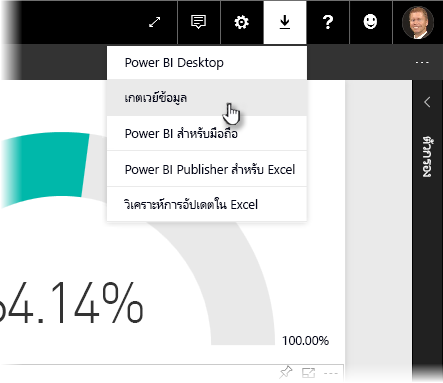 Power BI Desktop
เกตเวย์ข้อมูล
Power BI สำหรับมือถือ
Power BI Publisher สำหรับ Excel
วิเคราะห์การอัปเดตใน Excel
ตัวกรอง
4.14%
100.00%